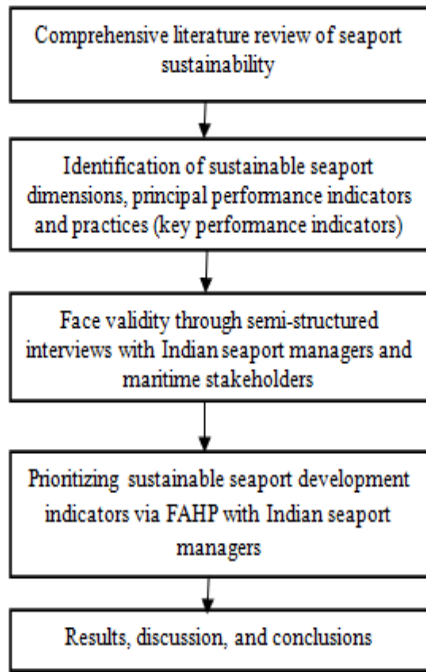 Comprehensive literature review of seaport
sustainability
Identification of sustainable seaport
dimensions, principal performance indicators
and practices (key performance indicators)
Face validity through semi-structured
interviews with Indian seaport managers and
maritime stakeholders
Prioritizing sustainable seaport development
indicators via FAHP with Indian seaport
managers
Results, discussion, and conclusions